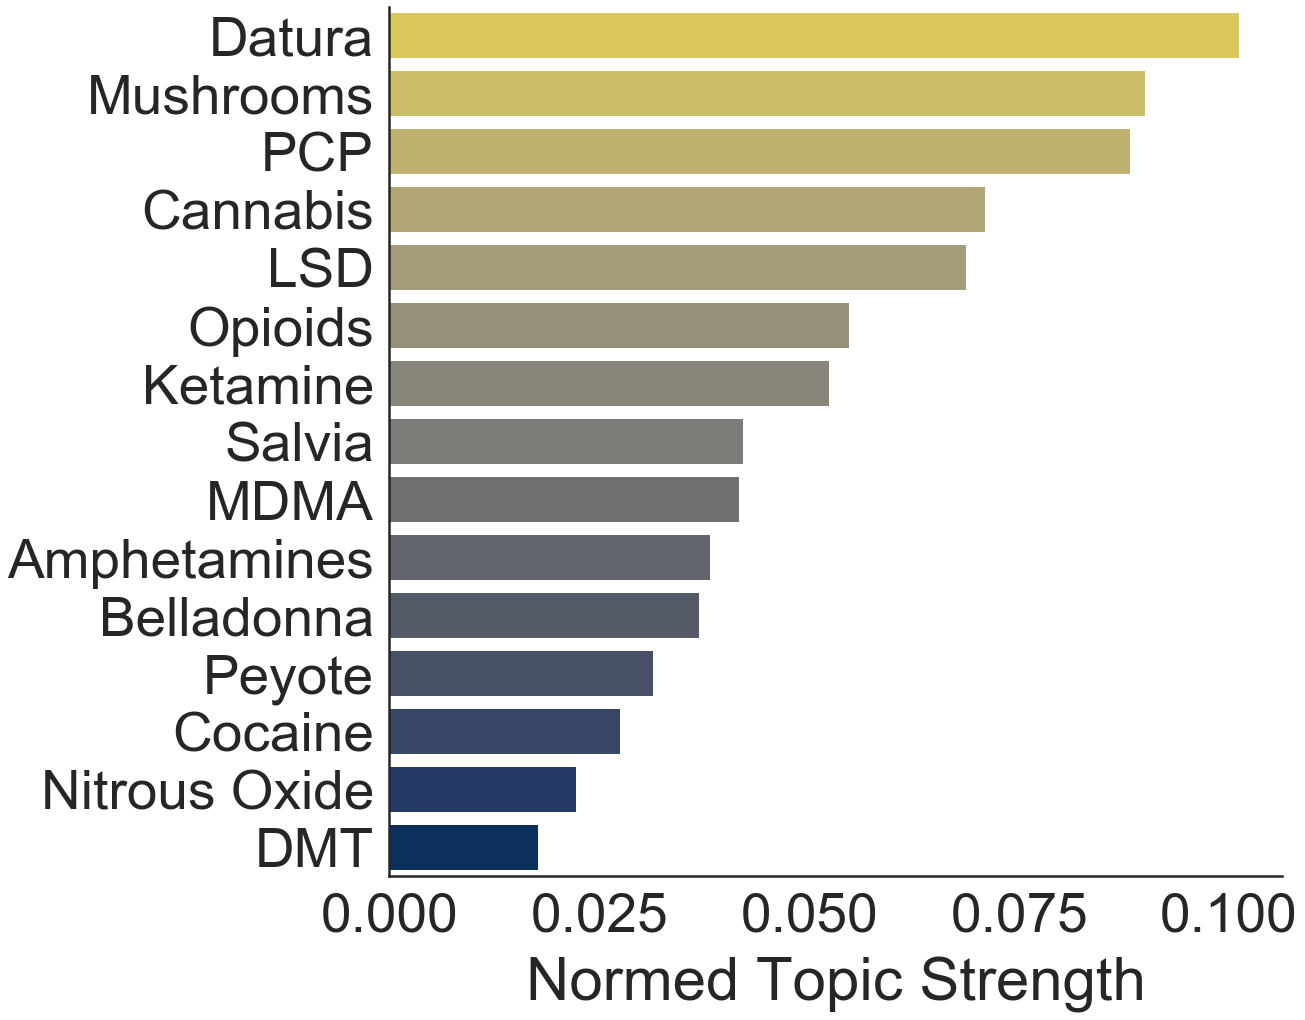 Datura
Mushrooms
PCP
Cannabis
LSD
Opioids
Ketamine
Salvia
MDMA
Amphetamines
Belladonna
Peyote
Cocaine
Nitrous Oxide
DMT
0.000 0.025 0.050 0.075 0.100
Normed Topic Strength